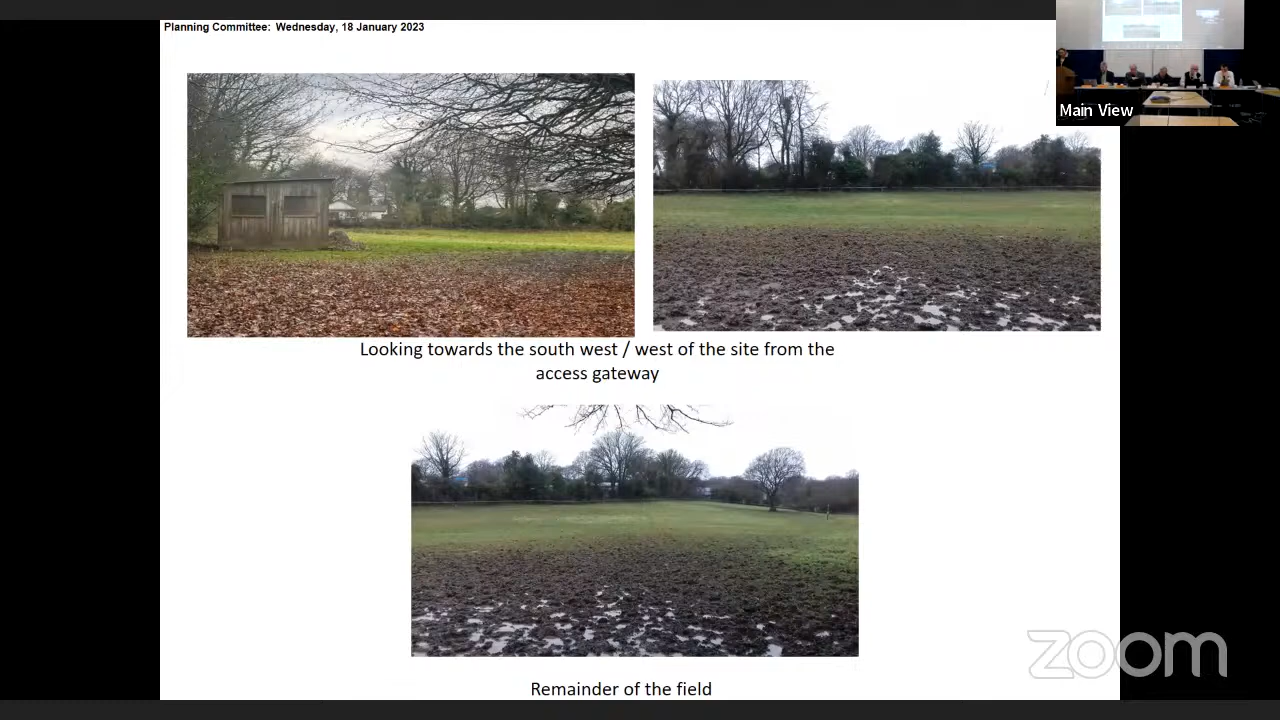 Planning Committee: Wednesday, 18 January 2023
Main View
Looking towards the south west / west of the site from the
access gateway
Remainder of the field
zoom